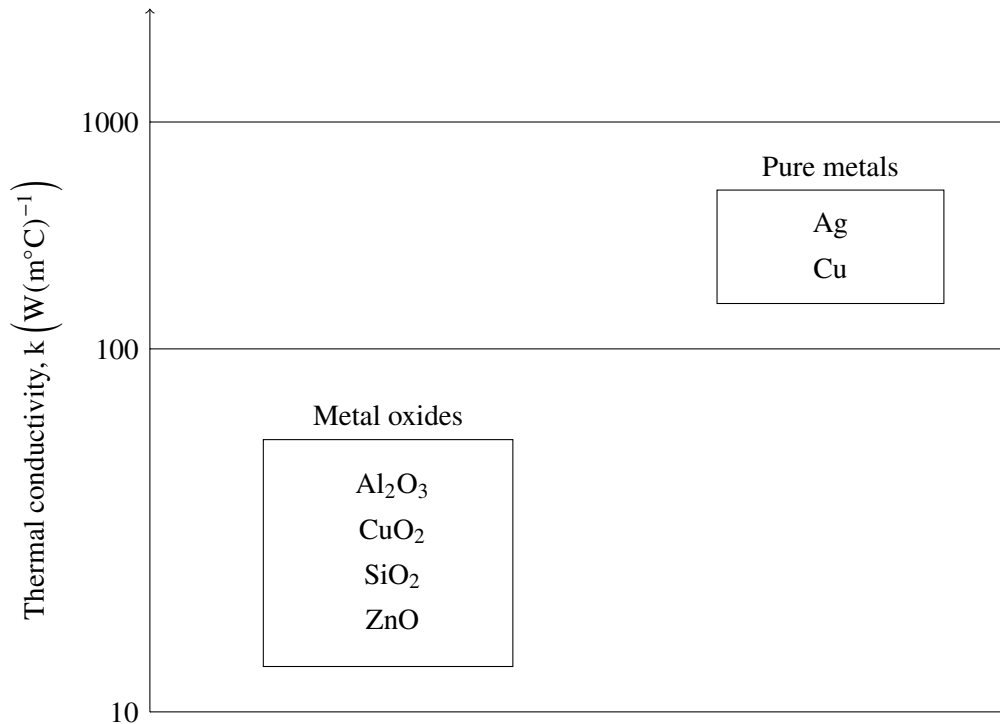 Thermal conductivity, k (W(m°C)⁻¹)
1000
100
10
Pure metals
Ag
Cu
Metal oxides
Al₂O₃
CuO₂
SiO₂
ZnO